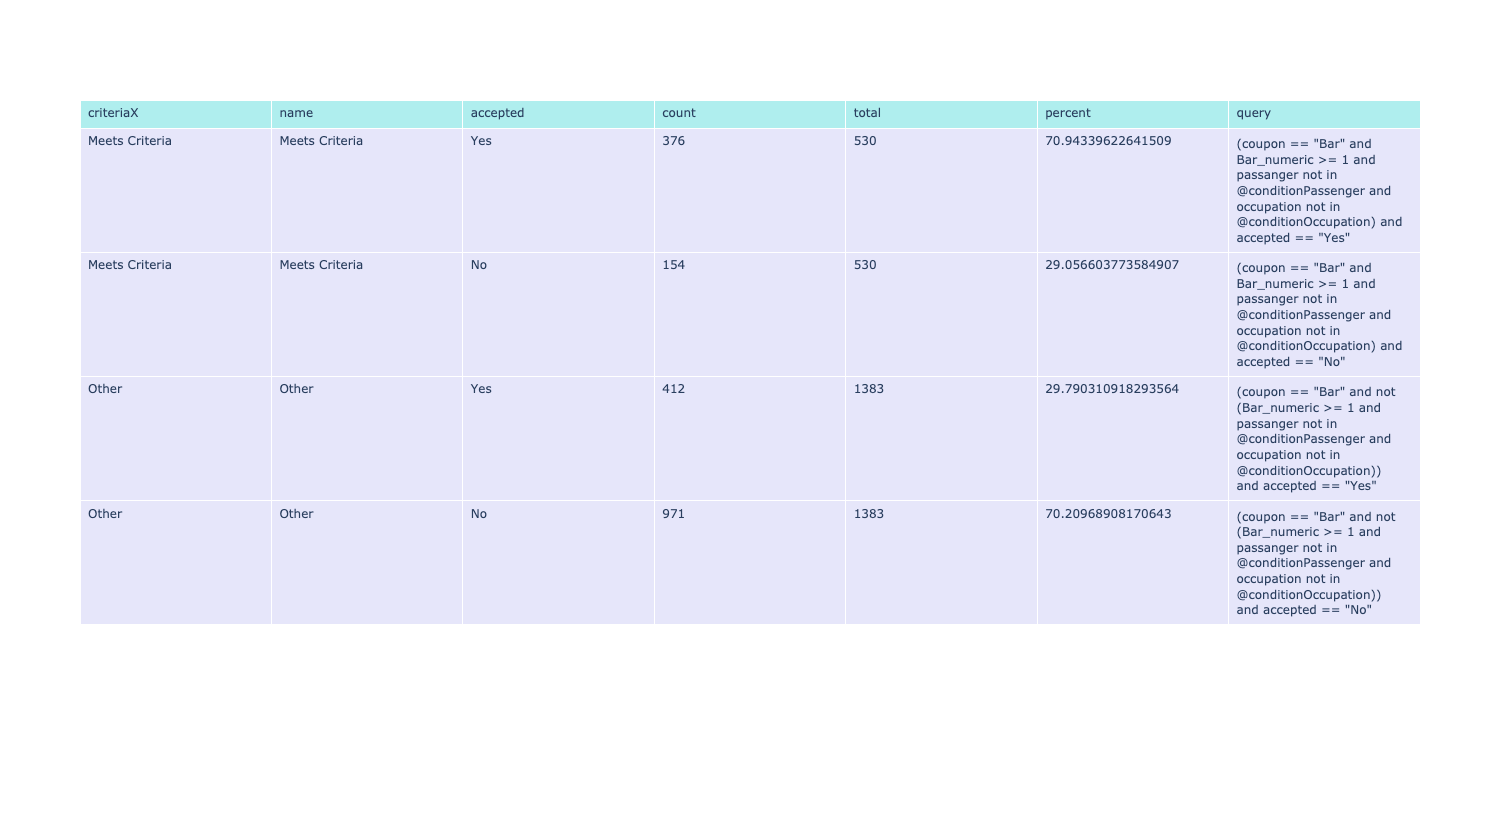 criteriaX name accepted count total percent query
Meets Criteria Meets Criteria Yes 376 530 70.94339622641509 (coupon == "Bar" and
Bar_numeric >= 1 and
passanger not in
@conditionPassenger and
occupation not in
@conditionOccupation) and
accepted == "Yes"
Meets Criteria Meets Criteria No 154 530 29.056603773584907 (coupon == "Bar" and
Bar_numeric >= 1 and
passanger not in
@conditionPassenger and
occupation not in
@conditionOccupation) and
accepted == "No"
Other Other Yes 412 1383 29.790310918293564 (coupon == "Bar" and not
(Bar_numeric >= 1 and
passanger not in
@conditionPassenger and
occupation not in
@conditionOccupation))
and accepted == "Yes"
Other Other No 971 1383 70.20968908170643 (coupon == "Bar" and not
(Bar_numeric >= 1 and
passanger not in
@conditionPassenger and
occupation not in
@conditionOccupation))
and accepted == "No"